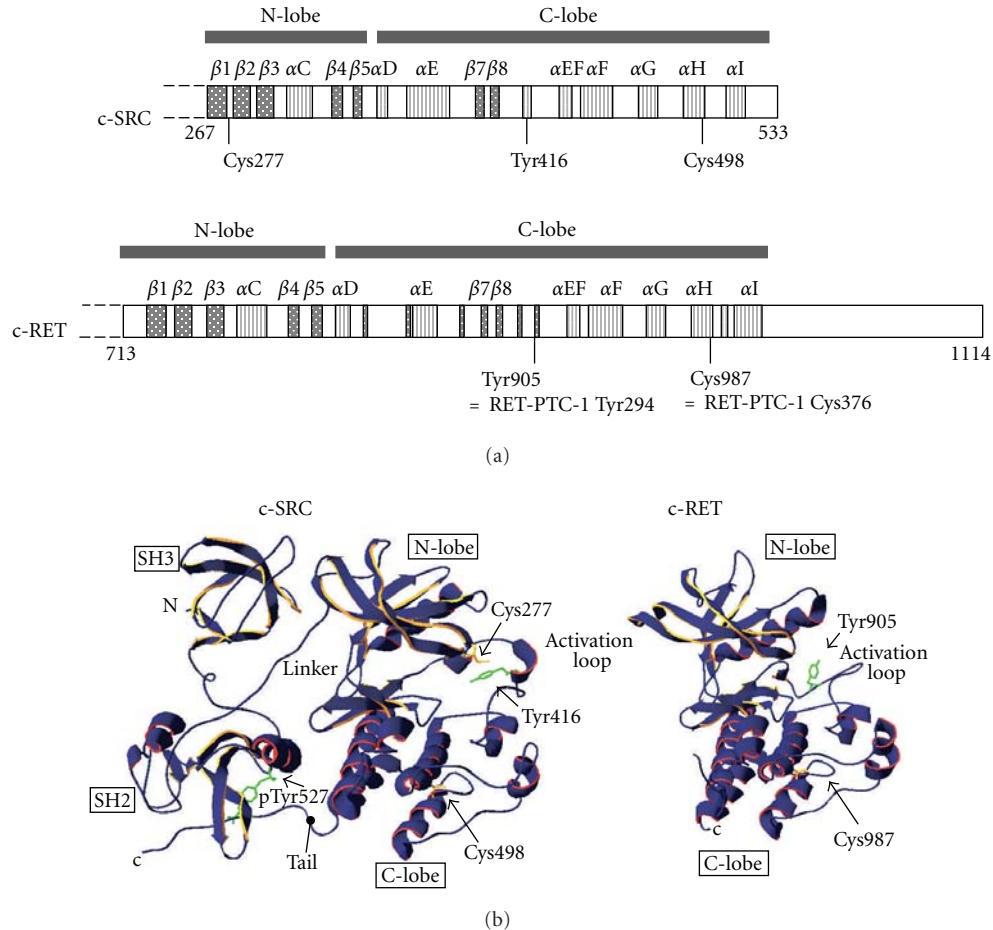 N-lobe C-lobe
β1 β2 β3 αC β4 β5 αD αE β7 β8 αEF αF αG αH αI
c-SRC
267 533
Cys277 Tyr416 Cys498
N-lobe C-lobe
β1 β2 β3 αC β4 β5 αD αE β7 β8 αEF αF αG αH αI
c-RET
713 1114
Tyr905 Cys987
= RET-PTC-1 Tyr294 = RET-PTC-1 Cys376
(a)
c-SRC c-RET
N-lobe N-lobe
SH3
N
Cys277
Tyr905
Activation
loop
Activation
loop
Linker
Tyr416
pTyr527
SH2
c
Tail
Cys498
C-lobe
c
Cys987
C-lobe
(b)